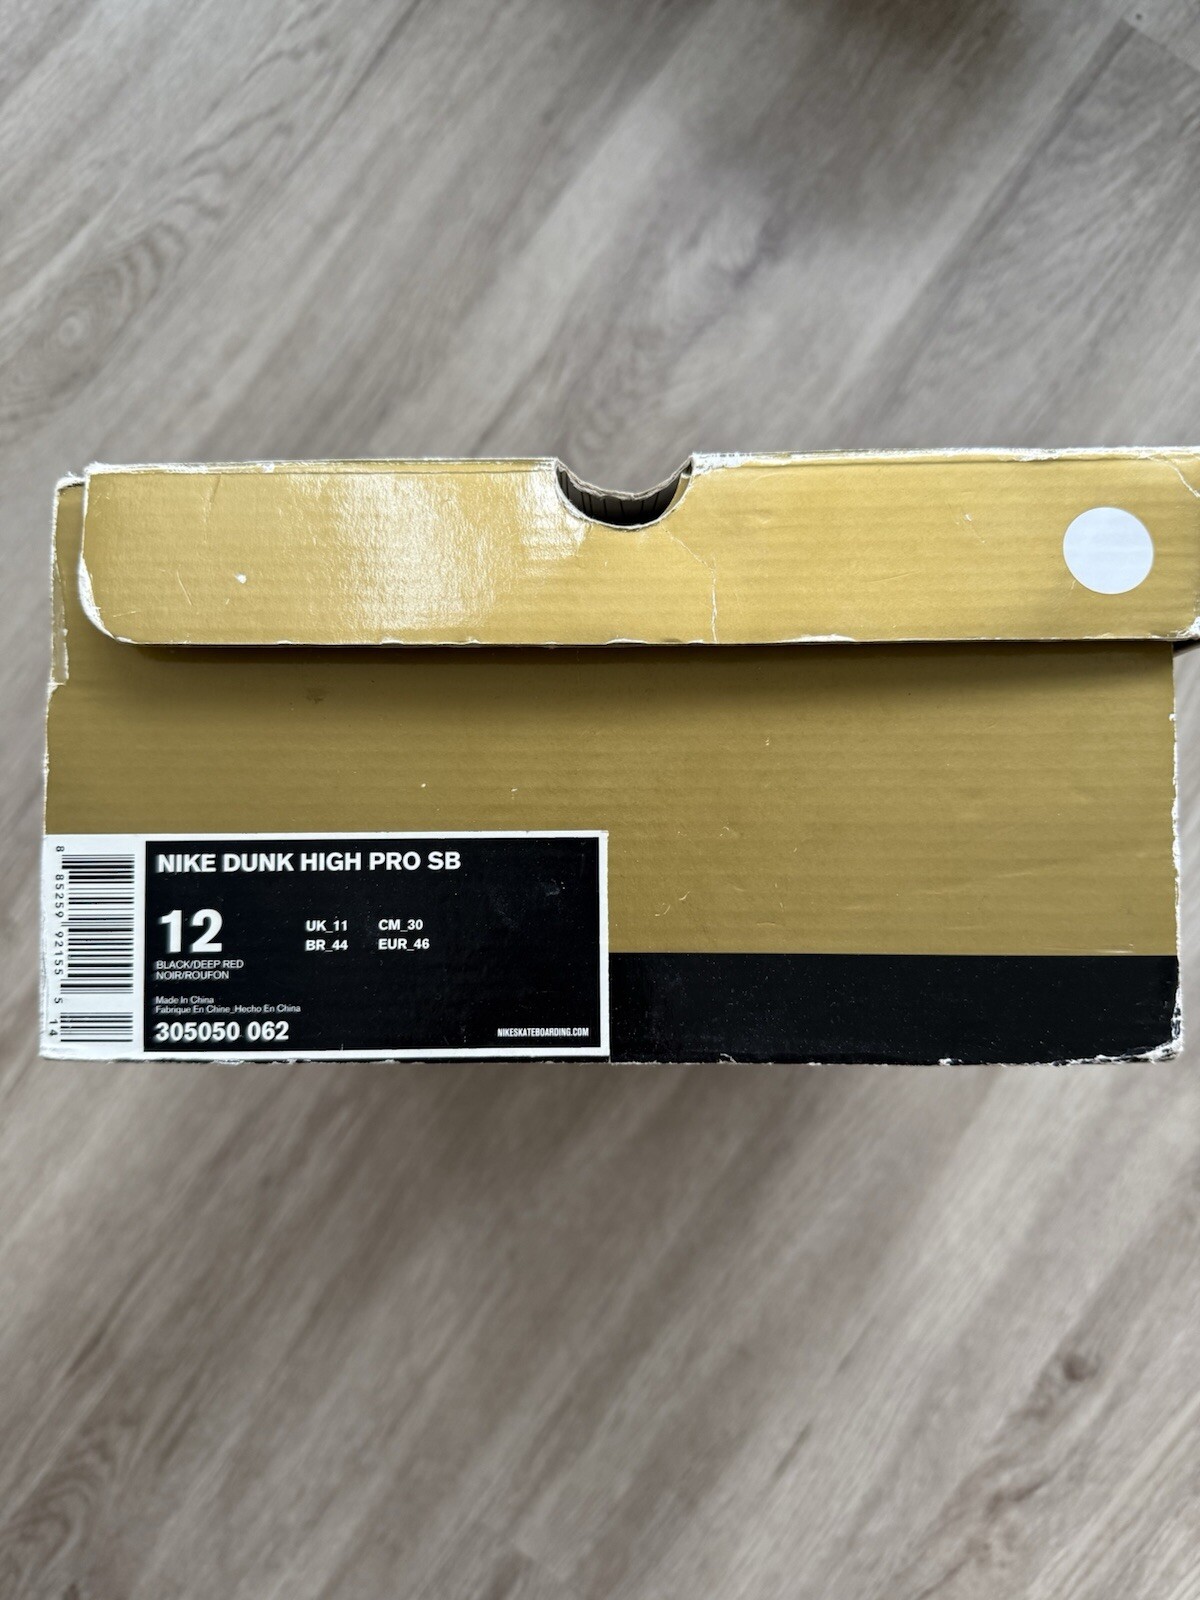 NIKE DUNK HIGH PRO SB
12
UK_11 CM_30
BR_44 EUR_46
BLACK/DEEP RED
NOIR/ROUFON
Made In China
Fabrique En Chine_Hecho En China
305050 062
NIKESKATEBOARDING.COM
8 85259 92155 5 14